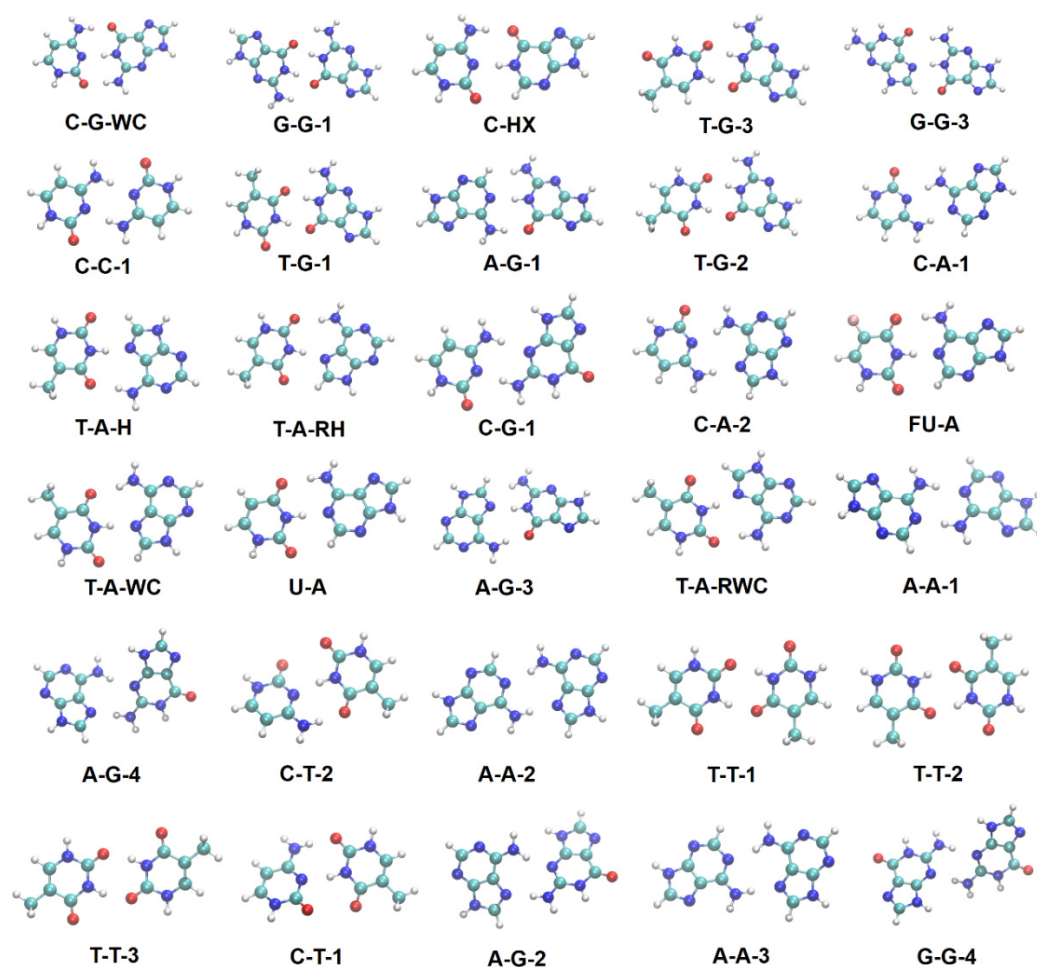 C-G-WC
G-G-1
C-HX
T-G-3
G-G-3
C-C-1
T-G-1
A-G-1
T-G-2
C-A-1
T-A-H
T-A-RH
C-G-1
C-A-2
FU-A
T-A-WC
U-A
A-G-3
T-A-RWC
A-A-1
A-G-4
C-T-2
A-A-2
T-T-1
T-T-2
T-T-3
C-T-1
A-G-2
A-A-3
G-G-4